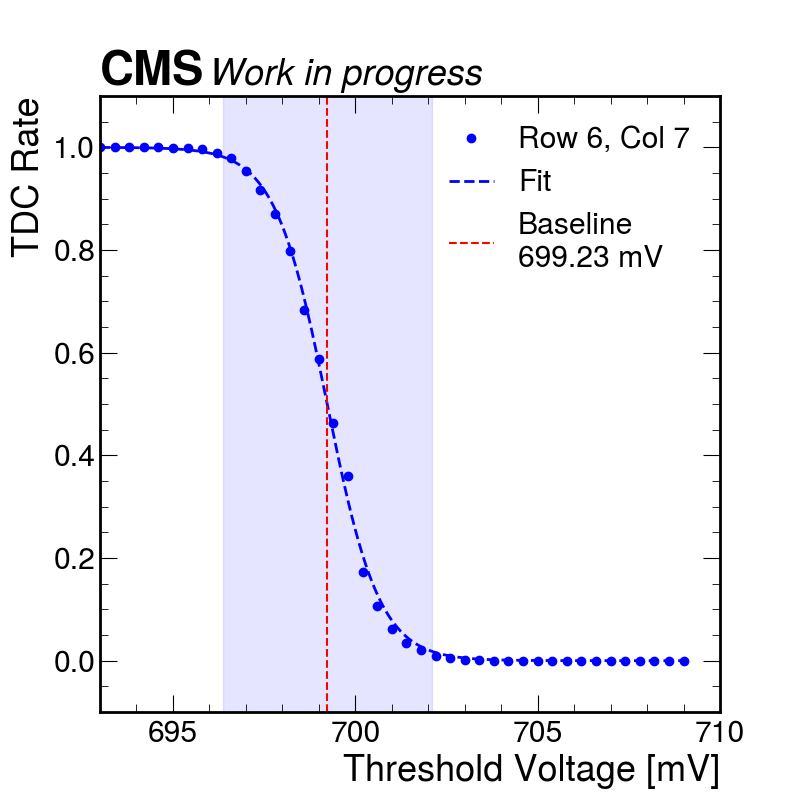 CMS Work in progress
TDC Rate
1.0
0.8
0.6
0.4
0.2
0.0
Row 6, Col 7
Fit
Baseline
699.23 mV
695 700 705 710
Threshold Voltage [mV]